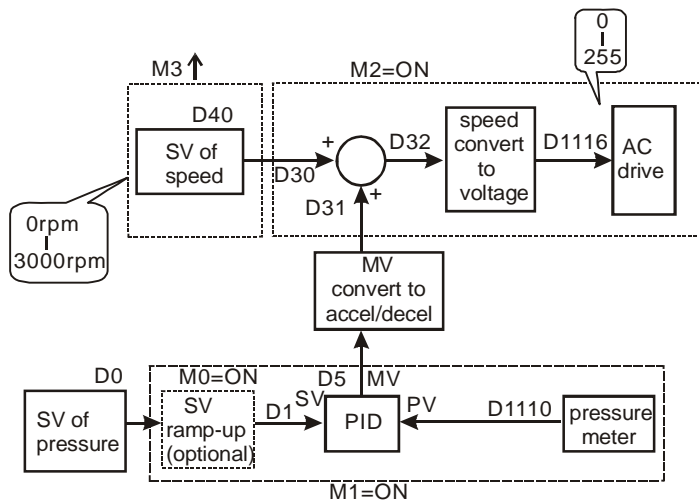 0
255
M3
M2=ON
D40
SV of
speed
0rpm
3000rpm
D30
+
+
D31
D32
speed
convert
to
voltage
D1116
AC
drive
MV
convert to
accel/decel
D0
SV of
pressure
M0=ON
SV
ramp-up
(optional)
D1
SV
D5
MV
PID
PV
D1110
pressure
meter
M1=ON